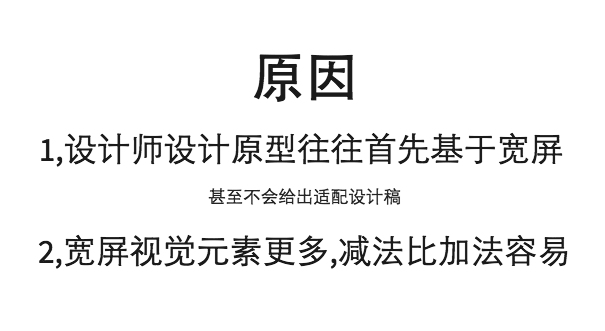 原因
1,设计师设计原型往往首先基于宽屏
甚至不会给出适配设计稿
2,宽屏视觉元素更多,减法比加法容易